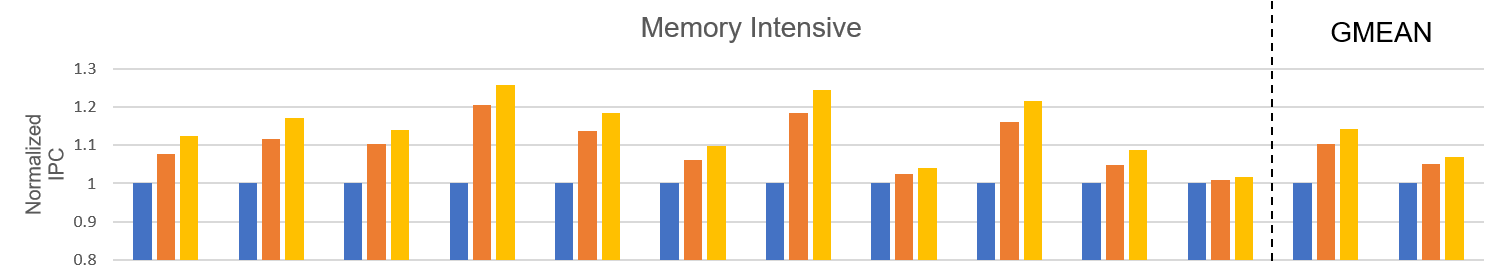 Memory Intensive
GMEAN
Normalized
IPC
1.3
1.2
1.1
1
0.9
0.8